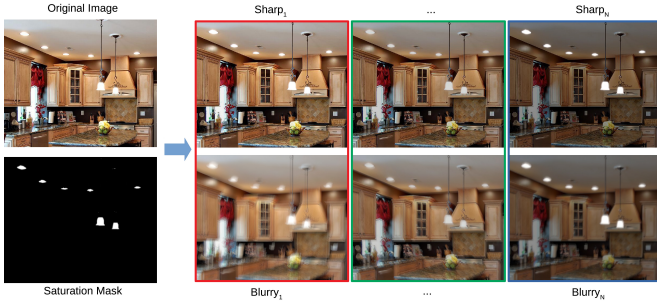 Original Image
Sharp1
...
SharpN
Saturation Mask
Blurry1
...
BlurryN